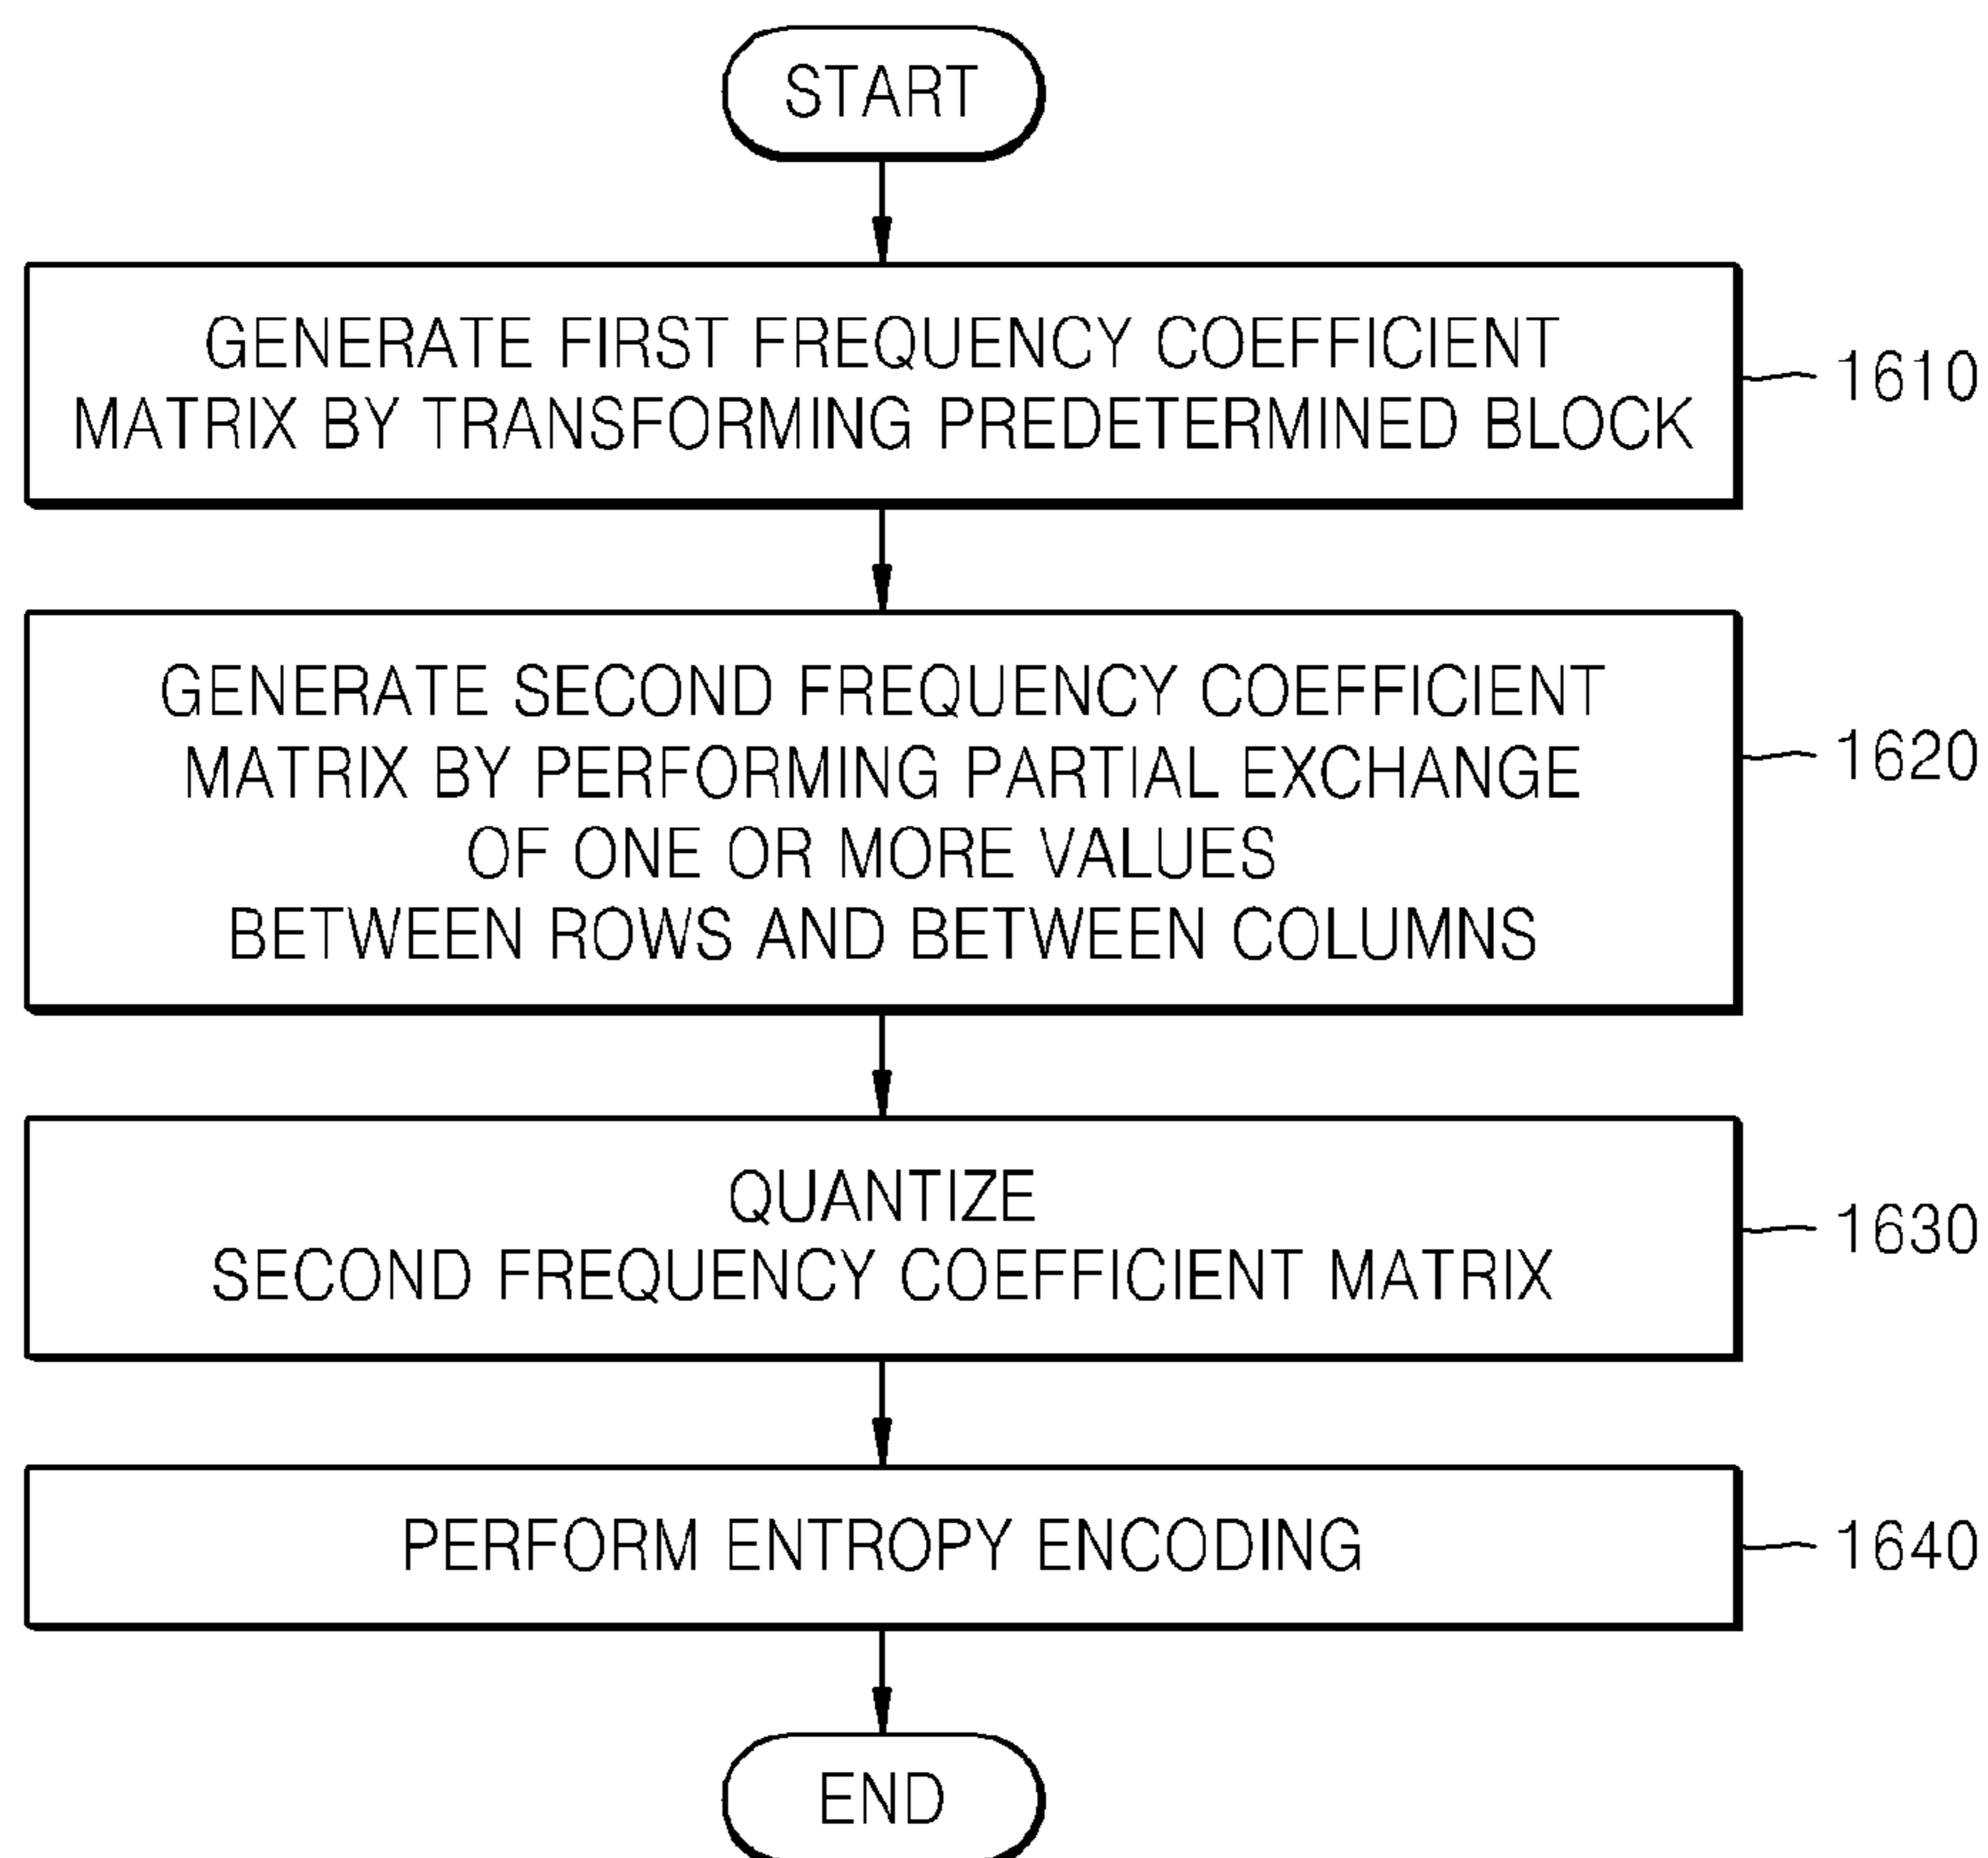 START
GENERATE FIRST FREQUENCY COEFFICIENT
MATRIX BY TRANSFORMING PREDETERMINED BLOCK
1610
GENERATE SECOND FREQUENCY COEFFICIENT
MATRIX BY PERFORMING PARTIAL EXCHANGE
OF ONE OR MORE VALUES
BETWEEN ROWS AND BETWEEN COLUMNS
1620
QUANTIZE
SECOND FREQUENCY COEFFICIENT MATRIX
1630
PERFORM ENTROPY ENCODING
1640
END